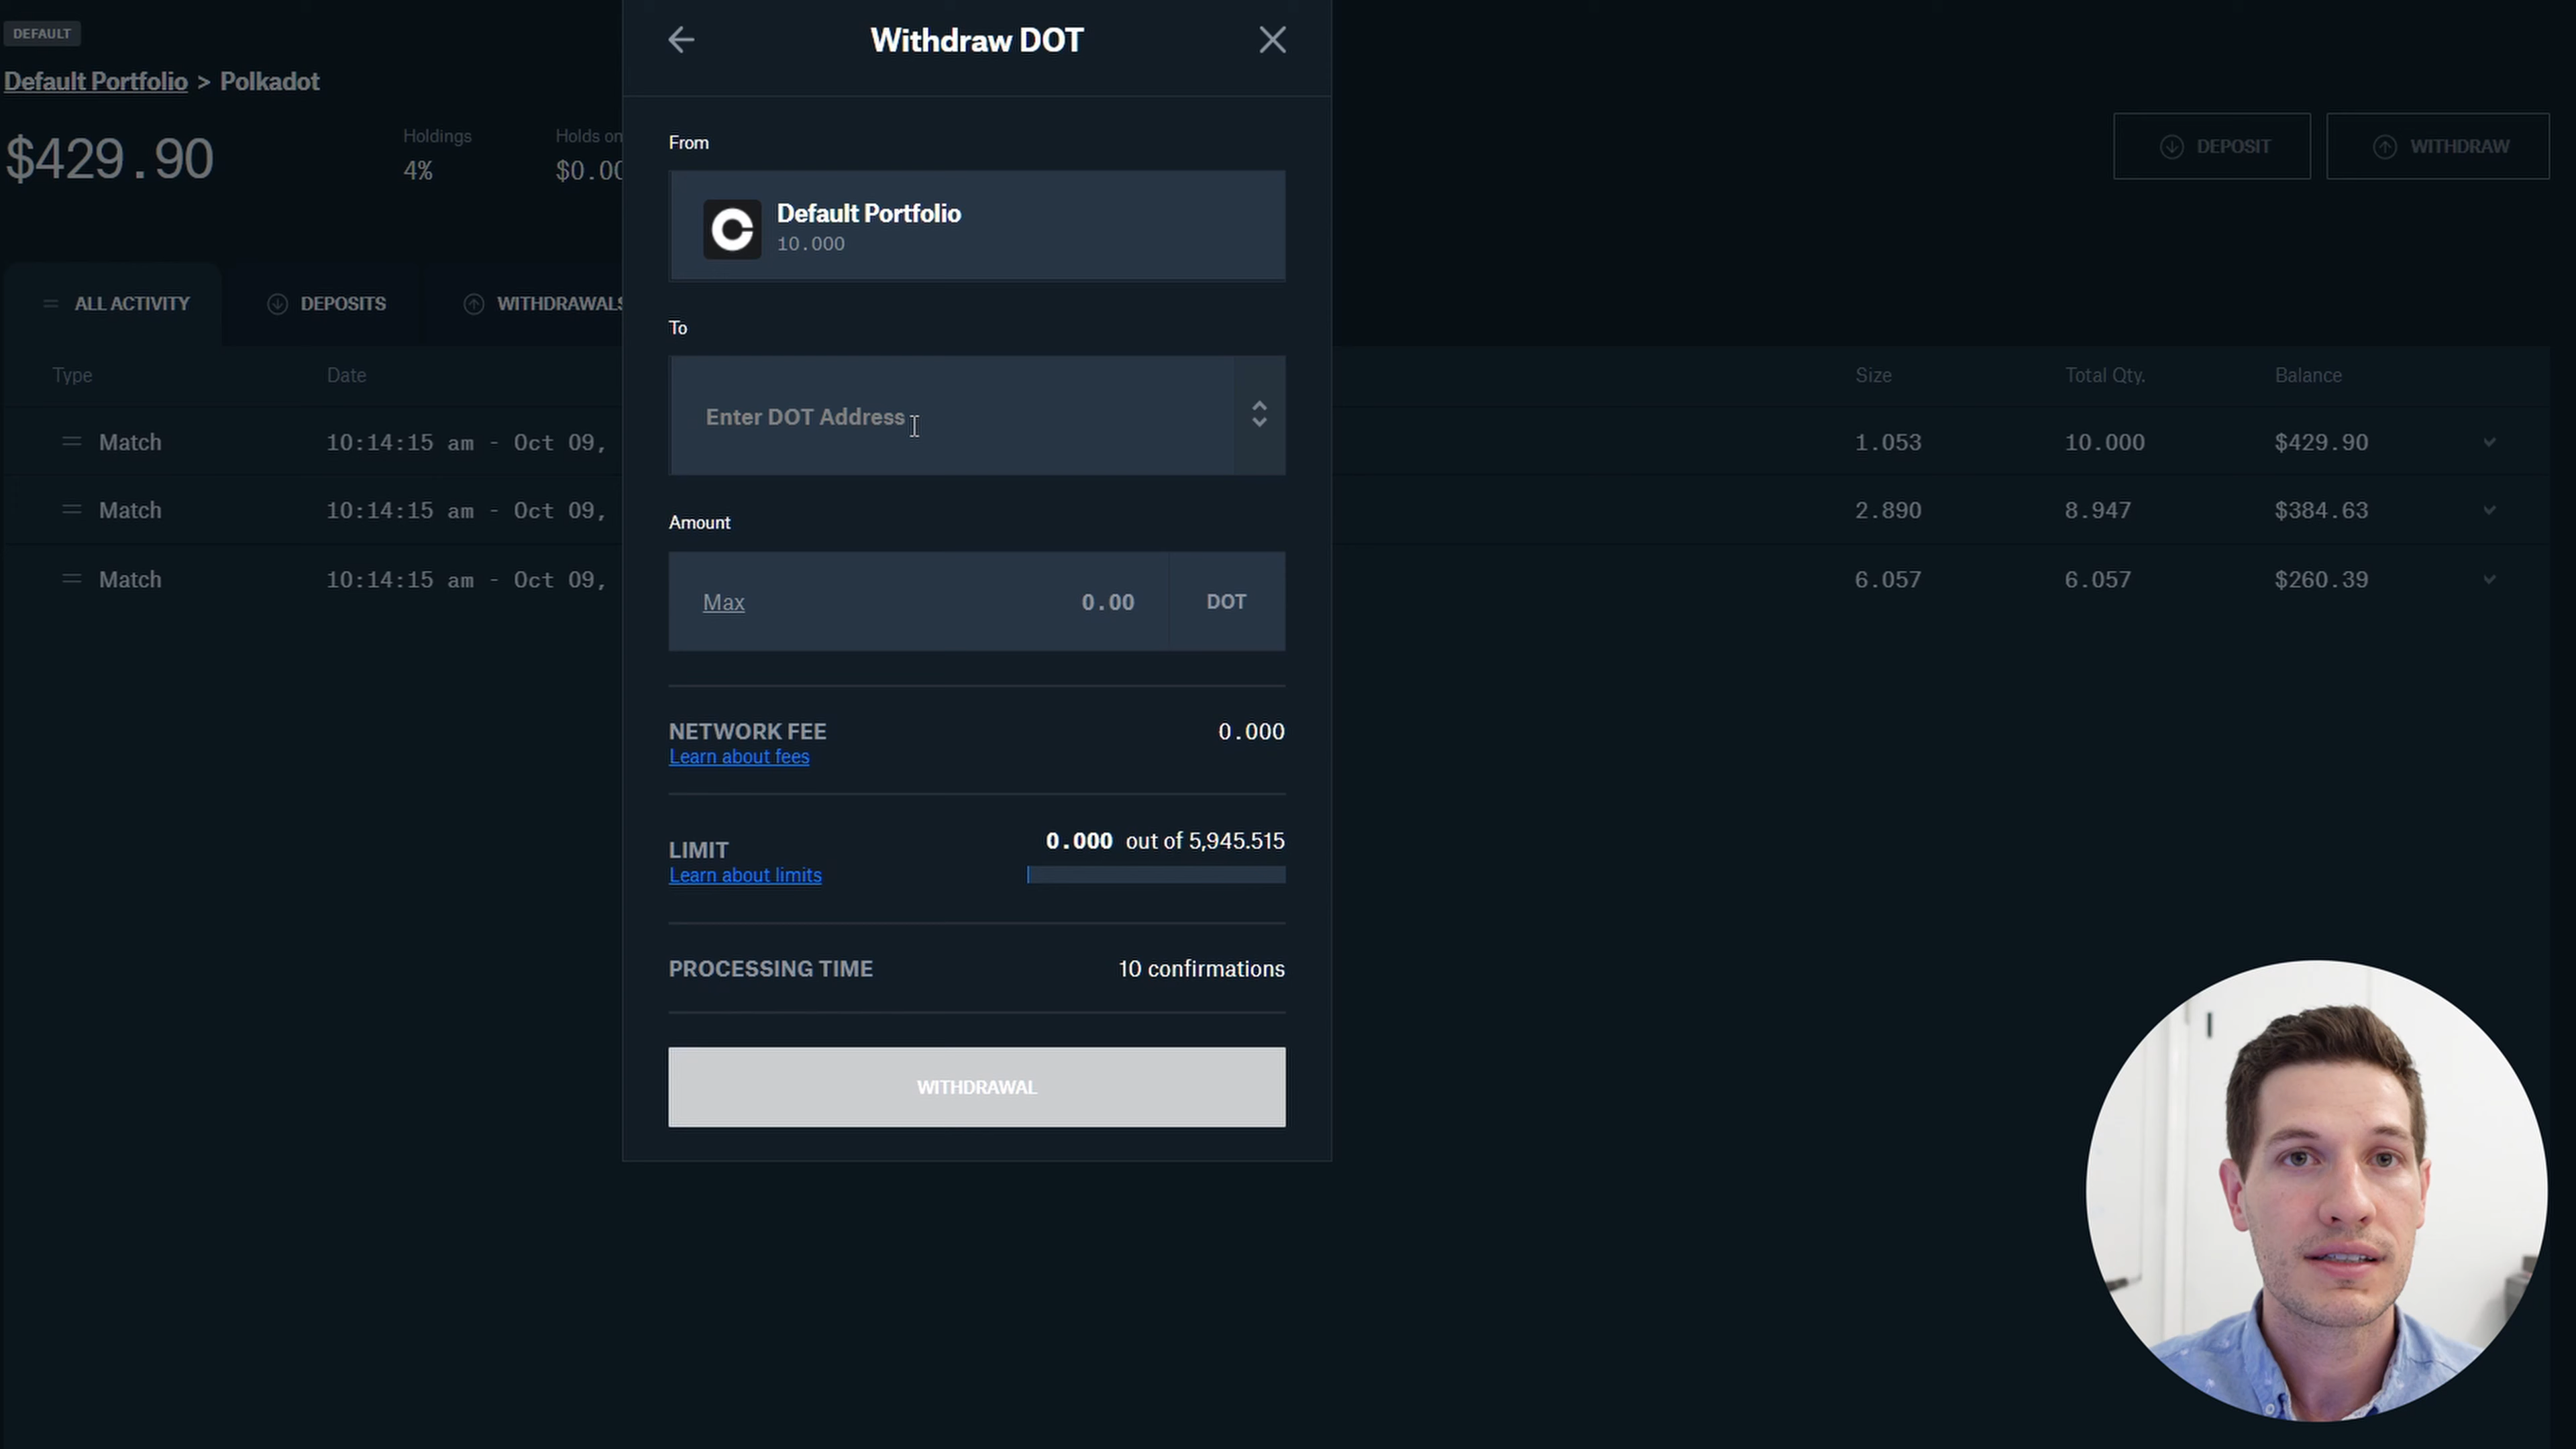 DEFAULT
Default Portfolio > Polkadot
$429.90
Holdings
4%
Holds on
$0.00
DEPOSIT
WITHDRAW
ALL ACTIVITY
DEPOSITS
WITHDRAWALS
Type Date Size Total Qty. Balance
Match 10:14:15 am - Oct 09, 1.053 10.000 $429.90
Match 10:14:15 am - Oct 09, 2.890 8.947 $384.63
Match 10:14:15 am - Oct 09, 6.057 6.057 $260.39
Withdraw DOT
From
Default Portfolio
10.000
To
Enter DOT Address
Amount
Max 0.00 DOT
NETWORK FEE 0.000
Learn about fees
LIMIT 0.000 out of 5,945.515
Learn about limits
PROCESSING TIME 10 confirmations
WITHDRAWAL